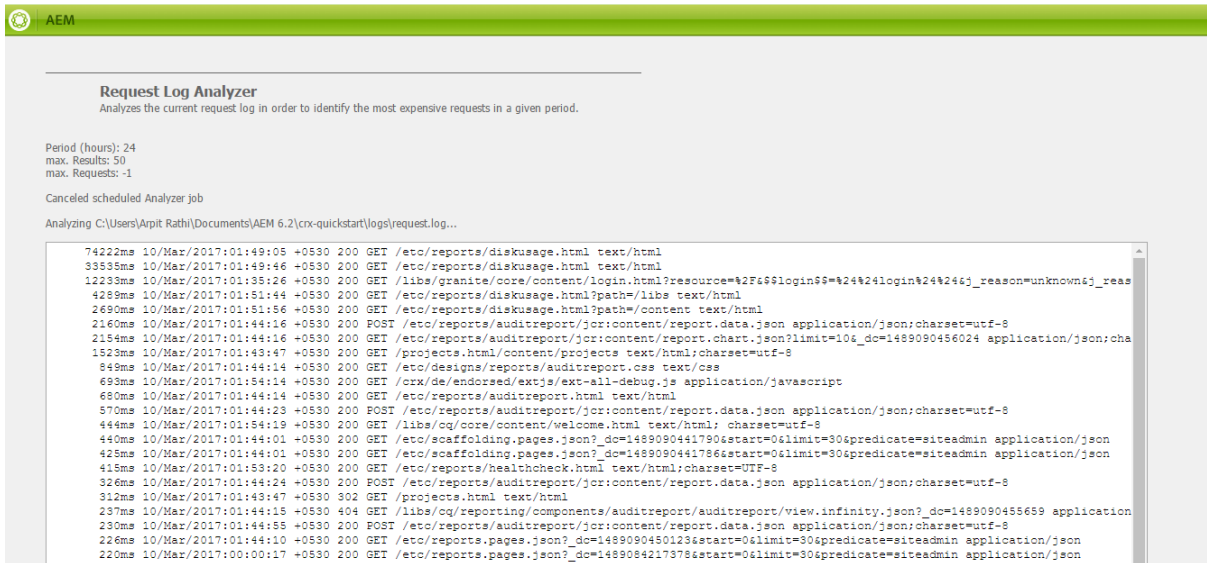 AEM
Request Log Analyzer
Analyzes the current request log in order to identify the most expensive requests in a given period.
Period (hours): 24
max. Results: 50
max. Requests: -1
Canceled scheduled Analyzer job
Analyzing C:\Users\Arpit Rathi\Documents\AEM 6.2\crx-quickstart\logs\request.log...
74222ms 10/Mar/2017:01:49:05 +0530 200 GET /etc/reports/diskusage.html text/html
33535ms 10/Mar/2017:01:49:46 +0530 200 GET /etc/reports/diskusage.html text/html
12233ms 10/Mar/2017:01:35:26 +0530 200 GET /libs/granite/core/content/login.html?resource=%2F&$$login$$=%24%24login%24%24&j_reason=unknown&j_reas
4289ms 10/Mar/2017:01:51:44 +0530 200 GET /etc/reports/diskusage.html?path=/libs text/html
2690ms 10/Mar/2017:01:51:56 +0530 200 GET /etc/reports/diskusage.html?path=/content text/html
2160ms 10/Mar/2017:01:44:16 +0530 200 POST /etc/reports/auditreport/jcr:content/report.data.json application/json;charset=utf-8
2154ms 10/Mar/2017:01:44:16 +0530 200 GET /etc/reports/auditreport/jcr:content/report.chart.json?limit=10&_dc=1489090456024 application/json;cha
1523ms 10/Mar/2017:01:43:47 +0530 200 GET /projects.html/content/projects text/html;charset=utf-8
849ms 10/Mar/2017:01:44:14 +0530 200 GET /etc/designs/reports/auditreport.css text/css
693ms 10/Mar/2017:01:54:14 +0530 200 GET /crx/de/endorsed/extjs/ext-all-debug.js application/javascript
680ms 10/Mar/2017:01:44:14 +0530 200 GET /etc/reports/auditreport.html text/html
570ms 10/Mar/2017:01:44:23 +0530 200 POST /etc/reports/auditreport/jcr:content/report.data.json application/json;charset=utf-8
444ms 10/Mar/2017:01:54:19 +0530 200 GET /libs/cq/core/content/welcome.html text/html; charset=utf-8
440ms 10/Mar/2017:01:44:01 +0530 200 GET /etc/scaffolding.pages.json?_dc=1489090441790&start=0&limit=30&predicate=siteadmin application/json
425ms 10/Mar/2017:01:44:01 +0530 200 GET /etc/scaffolding.pages.json?_dc=1489090441786&start=0&limit=30&predicate=siteadmin application/json
415ms 10/Mar/2017:01:53:20 +0530 200 GET /etc/reports/healthcheck.html text/html;charset=UTF-8
326ms 10/Mar/2017:01:44:24 +0530 200 POST /etc/reports/auditreport/jcr:content/report.data.json application/json;charset=utf-8
312ms 10/Mar/2017:01:43:47 +0530 302 GET /projects.html text/html
237ms 10/Mar/2017:01:44:15 +0530 404 GET /libs/cq/reporting/components/auditreport/auditreport/view.infinity.json?_dc=1489090455659 application
230ms 10/Mar/2017:01:44:55 +0530 200 POST /etc/reports/auditreport/jcr:content/report.data.json application/json;charset=utf-8
226ms 10/Mar/2017:01:44:10 +0530 200 GET /etc/reports.pages.json?_dc=1489090450123&start=0&limit=30&predicate=siteadmin application/json
220ms 10/Mar/2017:00:00:17 +0530 200 GET /etc/reports.pages.json?_dc=1489084217378&start=0&limit=30&predicate=siteadmin application/json